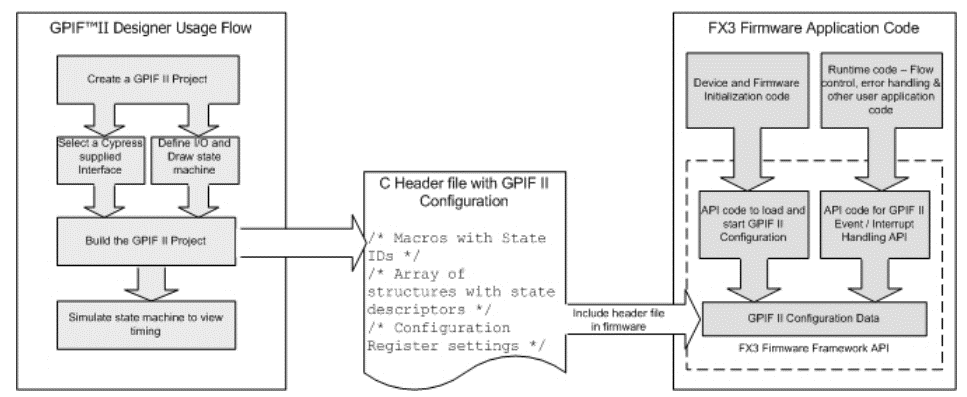 GPIF™II Designer Usage Flow
Create a GPIF II Project
Select a Cypress
supplied
Interface
Define I/O and
Draw state
machine
Build the GPIF II Project
Simulate state machine to view
timing
C Header file with GPIF II
Configuration
/* Macros with State
IDs */
/* Array of
structures with state
descriptors */
/* Configuration
Register settings */
Include header file
in firmware
FX3 Firmware Application Code
Device and Firmware
Initialization code
Runtime code – Flow
control, error handling &
other user application
code
API code to load and
start GPIF II
Configuration
API code for GPIF II
Event / Interrupt
Handling API
GPIF II Configuration Data
FX3 Firmware Framework API